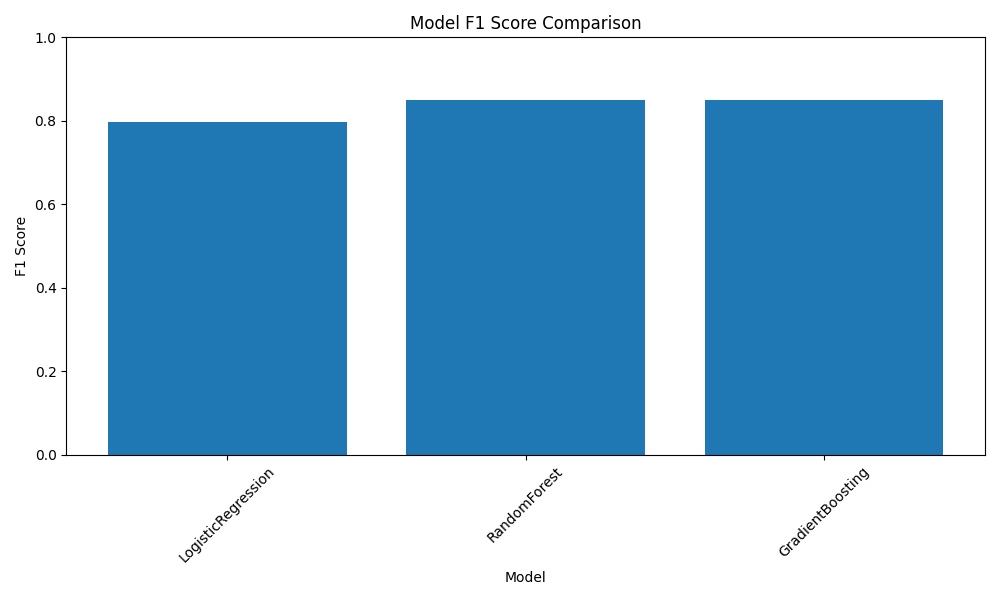 Model F1 Score Comparison
F1 Score
1.0
0.8
0.6
0.4
0.2
0.0
LogisticRegression
RandomForest
GradientBoosting
Model